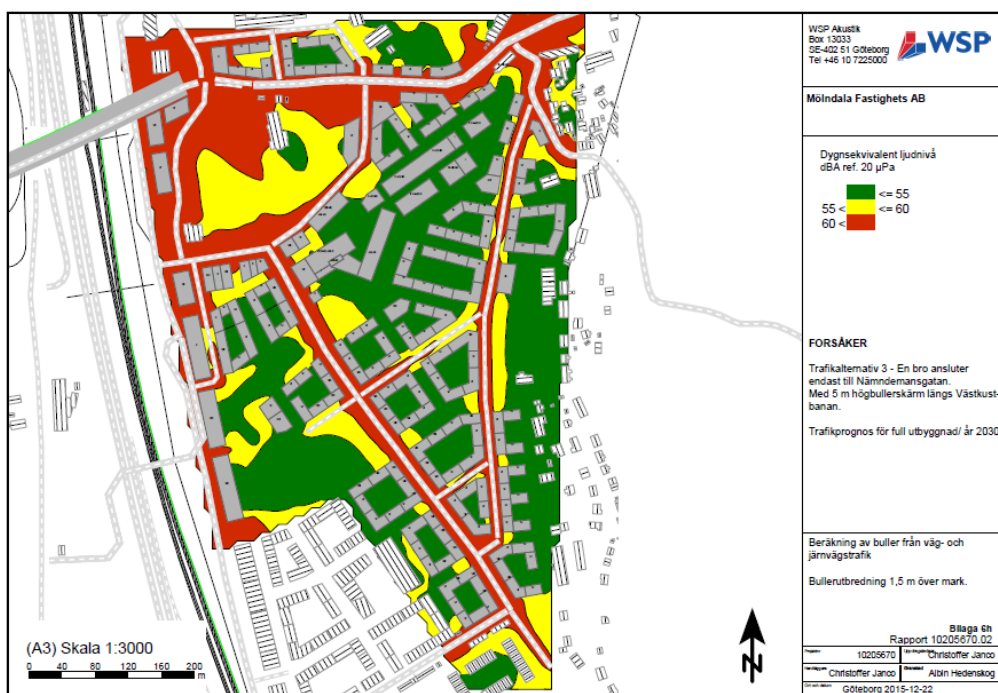 WSP Akustik
Box 13033
SE-402 51 Göteborg
Tel +46 10 7225000
WSP
Mölndala Fastighets AB
Dygnsekvivalent ljudnivå
dBA ref. 20 µPa
<= 55
55 < <= 60
60 <
FORSÅKER
Trafikalternativ 3 - En bro ansluter
endast till Nämndemansgatan.
Med 5 m högbullerskärm längs Västkust-
banan.
Trafikprognos för full utbyggnad/ år 2030
Beräkning av buller från väg- och
järnvägstrafik
Bullerutbredning 1,5 m över mark.
Bilaga 6h
Rapport 10205670.02
10205670 Christoffer Janco
Christoffer Janco Albin Hedenskog
Göteborg 2015-12-22
(A3) Skala 1:3000
0 40 80 120 160 200
m
N